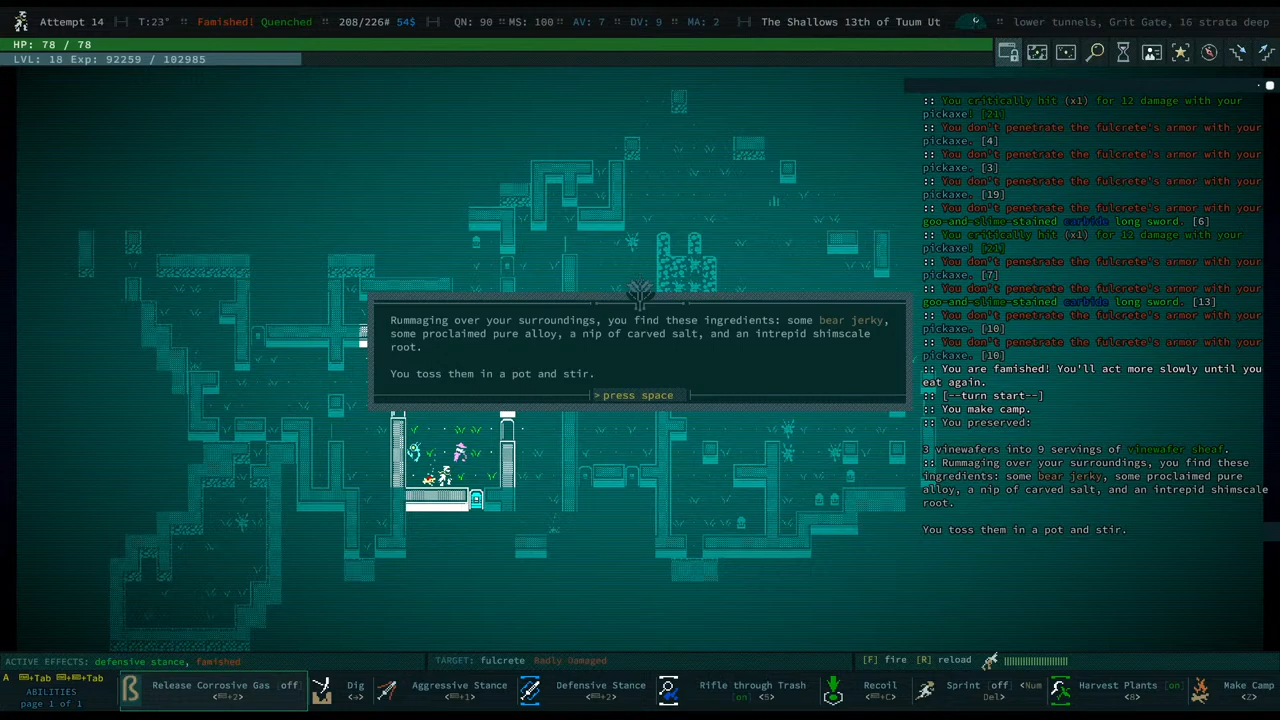 Attempt 14 T:23° Famished! Quenched 208/226# 54$ QN: 90 MS: 100 AV: 7 DV: 9 MA: 2 The Shallows 13th of Tuum Ut lower tunnels, Grit Gate, 16 strata deep
HP: 78 / 78
LVL: 18 Exp: 92259 / 102985
:: You critically hit (x1) for 12 damage with your
pickaxe! [21]
:: You don't penetrate the fulcrete's armor with your
pickaxe. [4]
:: You don't penetrate the fulcrete's armor with your
pickaxe. [3]
:: You don't penetrate the fulcrete's armor with your
pickaxe. [19]
:: You don't penetrate the fulcrete's armor with your
goo-and-slime-stained carbide long sword. [6]
:: You critically hit (x1) for 12 damage with your
pickaxe! [21]
:: You don't penetrate the fulcrete's armor with your
pickaxe. [7]
:: You don't penetrate the fulcrete's armor with your
goo-and-slime-stained carbide long sword. [13]
:: You don't penetrate the fulcrete's armor with your
pickaxe. [10]
:: You don't penetrate the fulcrete's armor with your
pickaxe. [10]
:: You are famished! You'll act more slowly until you
eat again.
:: [--turn start--]
:: You make camp.
:: You preserved:
3 vinewafers into 9 servings of vinewafer sheaf.
:: Rummaging over your surroundings, you find these
ingredients: some bear jerky, some proclaimed pure
alloy, a nip of carved salt, and an intrepid shimscale
root.
You toss them in a pot and stir.
Rummaging over your surroundings, you find these ingredients: some bear jerky,
some proclaimed pure alloy, a nip of carved salt, and an intrepid shimscale
root.
You toss them in a pot and stir.
> press space
ACTIVE EFFECTS: defensive stance, famished
TARGET: fulcrete Badly Damaged
[F] fire [R] reload
A +Tab +Tab
ABILITIES
page 1 of 1
Release Corrosive Gas off
<+2>
Dig
<→>
Aggressive Stance
<+1>
Defensive Stance
<+2>
Rifle through Trash
[on] <5>
Recoil
<+C>
Sprint [off] <Num
Del>
Harvest Plants [on]
<8>
Make Camp
<Z>